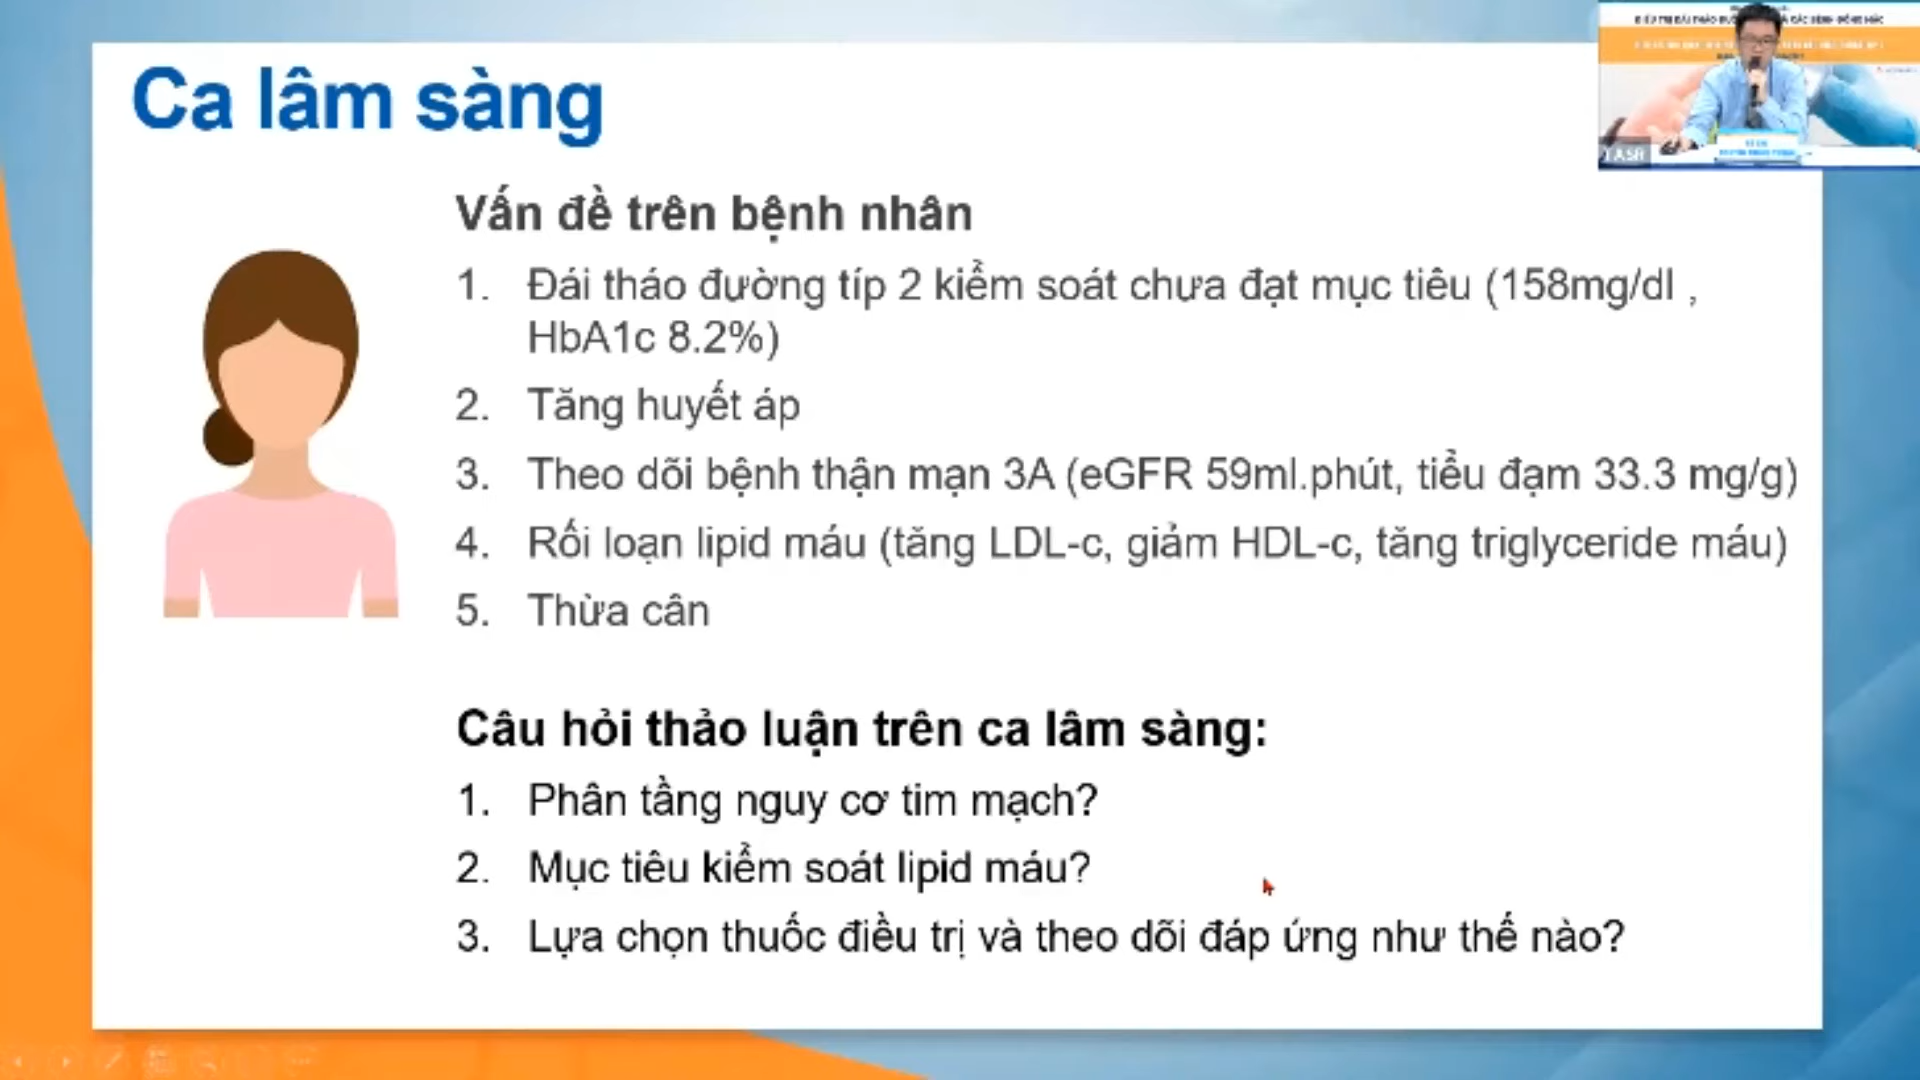 Ca lâm sàng
Vấn đề trên bệnh nhân
1. Đái tháo đường típ 2 kiểm soát chưa đạt mục tiêu (158mg/dl ,
HbA1c 8.2%)
2. Tăng huyết áp
3. Theo dõi bệnh thận mạn 3A (eGFR 59ml.phút, tiểu đạm 33.3 mg/g)
4. Rối loạn lipid máu (tăng LDL-c, giảm HDL-c, tăng triglyceride máu)
5. Thừa cân
Câu hỏi thảo luận trên ca lâm sàng:
1. Phân tầng nguy cơ tim mạch?
2. Mục tiêu kiểm soát lipid máu?
3. Lựa chọn thuốc điều trị và theo dõi đáp ứng như thế nào?